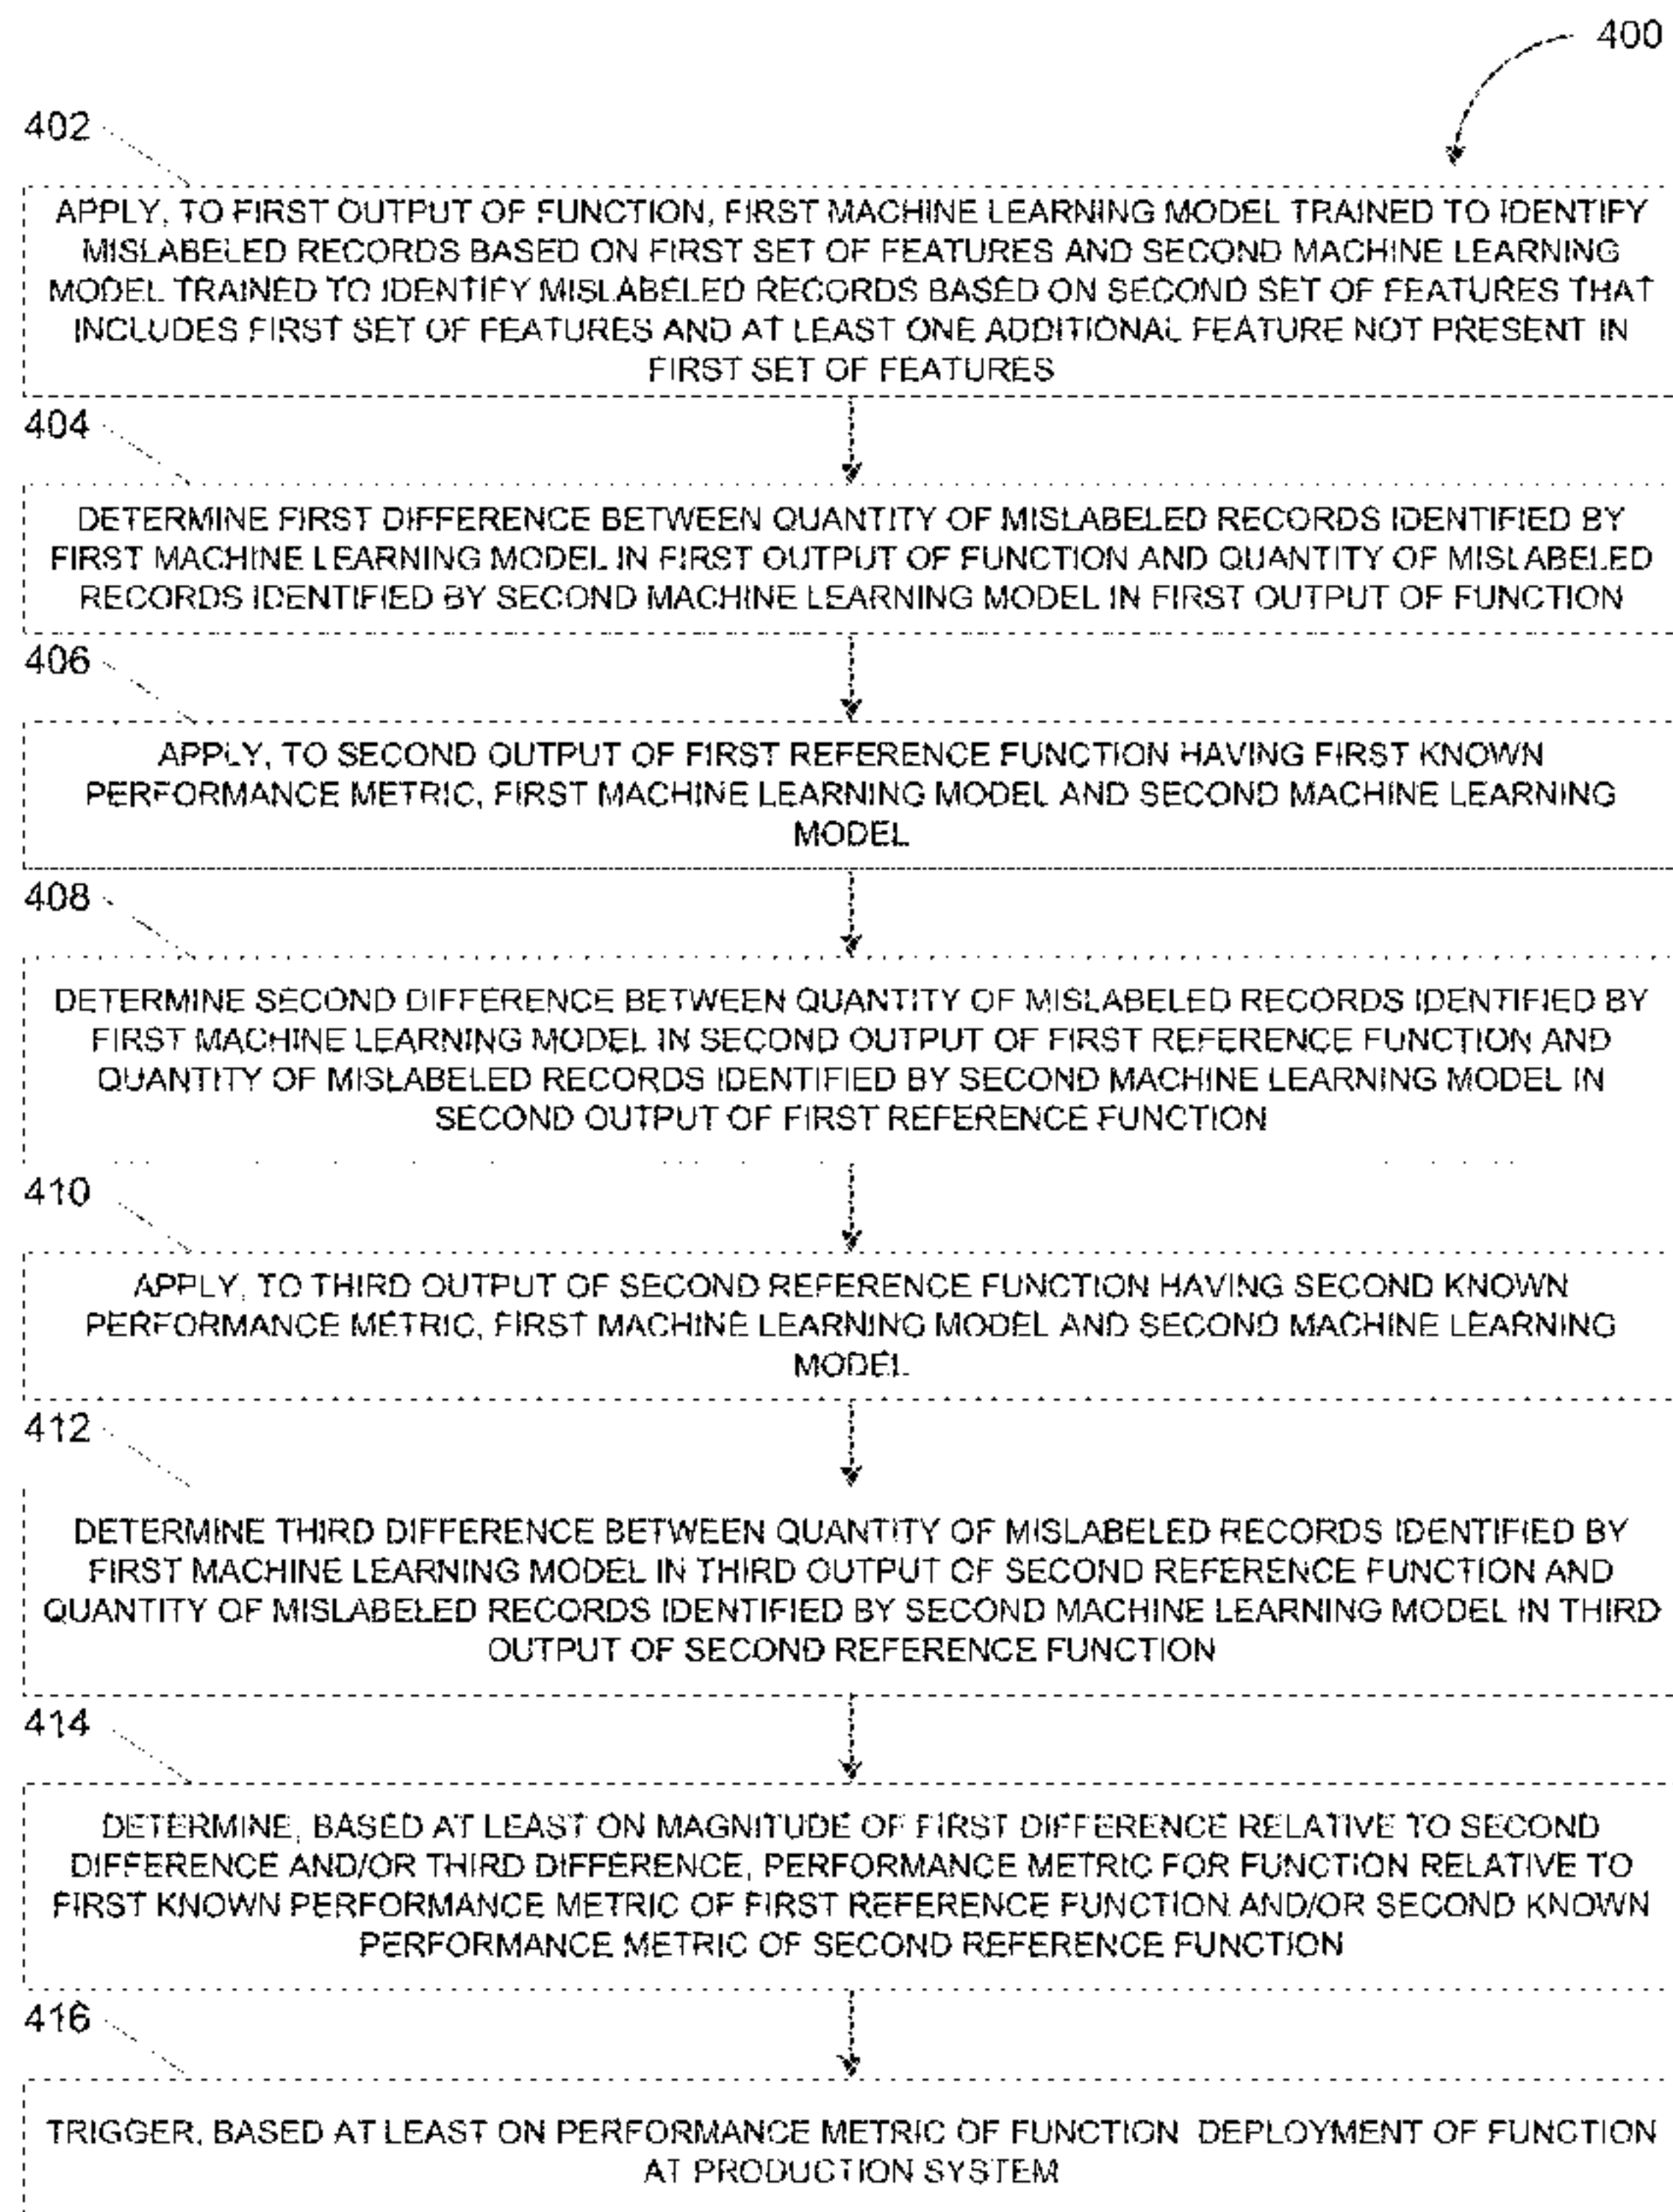 400
402
APPLY, TO FIRST OUTPUT OF FUNCTION, FIRST MACHINE LEARNING MODEL TRAINED TO IDENTIFY
MISLABELED RECORDS BASED ON FIRST SET OF FEATURES AND SECOND MACHINE LEARNING
MODEL TRAINED TO IDENTIFY MISLABELED RECORDS BASED ON SECOND SET OF FEATURES THAT
INCLUDES FIRST SET OF FEATURES AND AT LEAST ONE ADDITIONAL FEATURE NOT PRESENT IN
FIRST SET OF FEATURES
404
DETERMINE FIRST DIFFERENCE BETWEEN QUANTITY OF MISLABELED RECORDS IDENTIFIED BY
FIRST MACHINE LEARNING MODEL IN FIRST OUTPUT OF FUNCTION AND QUANTITY OF MISLABELED
RECORDS IDENTIFIED BY SECOND MACHINE LEARNING MODEL IN FIRST OUTPUT OF FUNCTION
406
APPLY, TO SECOND OUTPUT OF FIRST REFERENCE FUNCTION HAVING FIRST KNOWN
PERFORMANCE METRIC, FIRST MACHINE LEARNING MODEL AND SECOND MACHINE LEARNING
MODEL
408
DETERMINE SECOND DIFFERENCE BETWEEN QUANTITY OF MISLABELED RECORDS IDENTIFIED BY
FIRST MACHINE LEARNING MODEL IN SECOND OUTPUT OF FIRST REFERENCE FUNCTION AND
QUANTITY OF MISLABELED RECORDS IDENTIFIED BY SECOND MACHINE LEARNING MODEL IN
SECOND OUTPUT OF FIRST REFERENCE FUNCTION
410
APPLY, TO THIRD OUTPUT OF SECOND REFERENCE FUNCTION HAVING SECOND KNOWN
PERFORMANCE METRIC, FIRST MACHINE LEARNING MODEL AND SECOND MACHINE LEARNING
MODEL
412
DETERMINE THIRD DIFFERENCE BETWEEN QUANTITY OF MISLABELED RECORDS IDENTIFIED BY
FIRST MACHINE LEARNING MODEL IN THIRD OUTPUT OF SECOND REFERENCE FUNCTION AND
QUANTITY OF MISLABELED RECORDS IDENTIFIED BY SECOND MACHINE LEARNING MODEL IN THIRD
OUTPUT OF SECOND REFERENCE FUNCTION
414
DETERMINE, BASED AT LEAST ON MAGNITUDE OF FIRST DIFFERENCE RELATIVE TO SECOND
DIFFERENCE AND/OR THIRD DIFFERENCE, PERFORMANCE METRIC FOR FUNCTION RELATIVE TO
FIRST KNOWN PERFORMANCE METRIC OF FIRST REFERENCE FUNCTION AND/OR SECOND KNOWN
PERFORMANCE METRIC OF SECOND REFERENCE FUNCTION
416
TRIGGER, BASED AT LEAST ON PERFORMANCE METRIC OF FUNCTION DEPLOYMENT OF FUNCTION
AT PRODUCTION SYSTEM